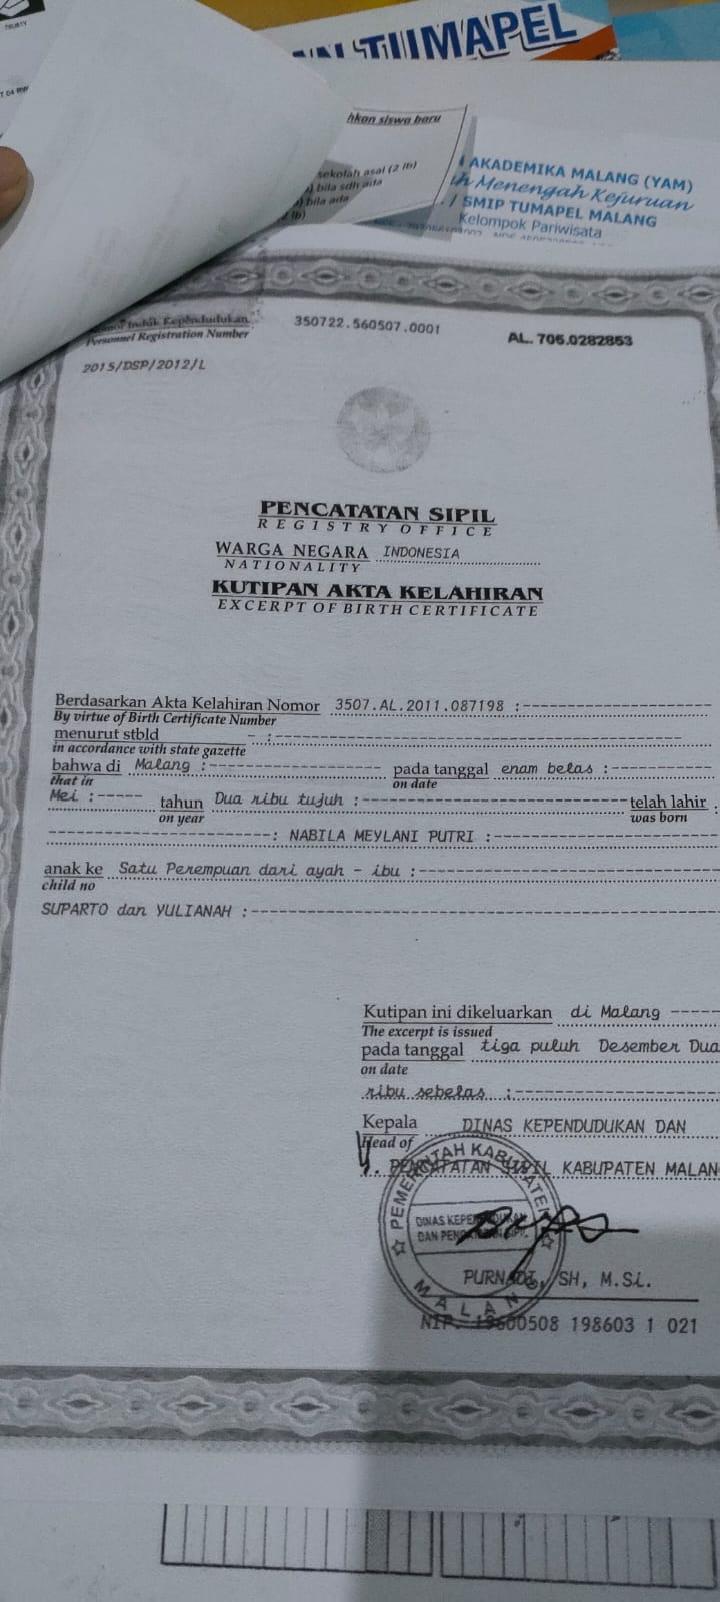 TUMAPEL
hkan siswa baru
sekolah asal (2 lb)
bila sdh ada
bila ada
AKADEMIKA MALANG (YAM)
Menengah Kejuruan
/ SMIP TUMAPEL MALANG
Kelompok Pariwisata
Nomor Induk Kependudukan 350722.560507.0001 AL. 705.0282853
Personnel Registration Number
2015/DSP/2012/L
PENCATATAN SIPIL
REGISTRY OFFICE
WARGA NEGARA INDONESIA
NATIONALITY
KUTIPAN AKTA KELAHIRAN
EXCERPT OF BIRTH CERTIFICATE
Berdasarkan Akta Kelahiran Nomor 3507.AL.2011.087198 :
By virtue of Birth Certificate Number
menurut stbld - :
in accordance with state gazette
bahwa di Malang : pada tanggal enam belas :
that in on date
Mei : tahun Dua ribu tujuh : telah lahir :
on year was born
: NABILA MEYLANI PUTRI :
anak ke Satu Perempuan dari ayah - ibu :
child no
SUPARTO dan YULIANAH :
Kutipan ini dikeluarkan di Malang
The excerpt is issued
pada tanggal tiga puluh Desember Dua
on date
ribu sebelas :
Kepala DINAS KEPENDUDUKAN DAN
Head of
PENCATATAN SIPIL KABUPATEN MALAN
PEMERINTAH KABUPATEN
DINAS KEPENDUDUKAN
DAN PENCATATAN SIPIL
MALANG
PURNADI, SH, M.Si.
NIP. 19600508 198603 1 021